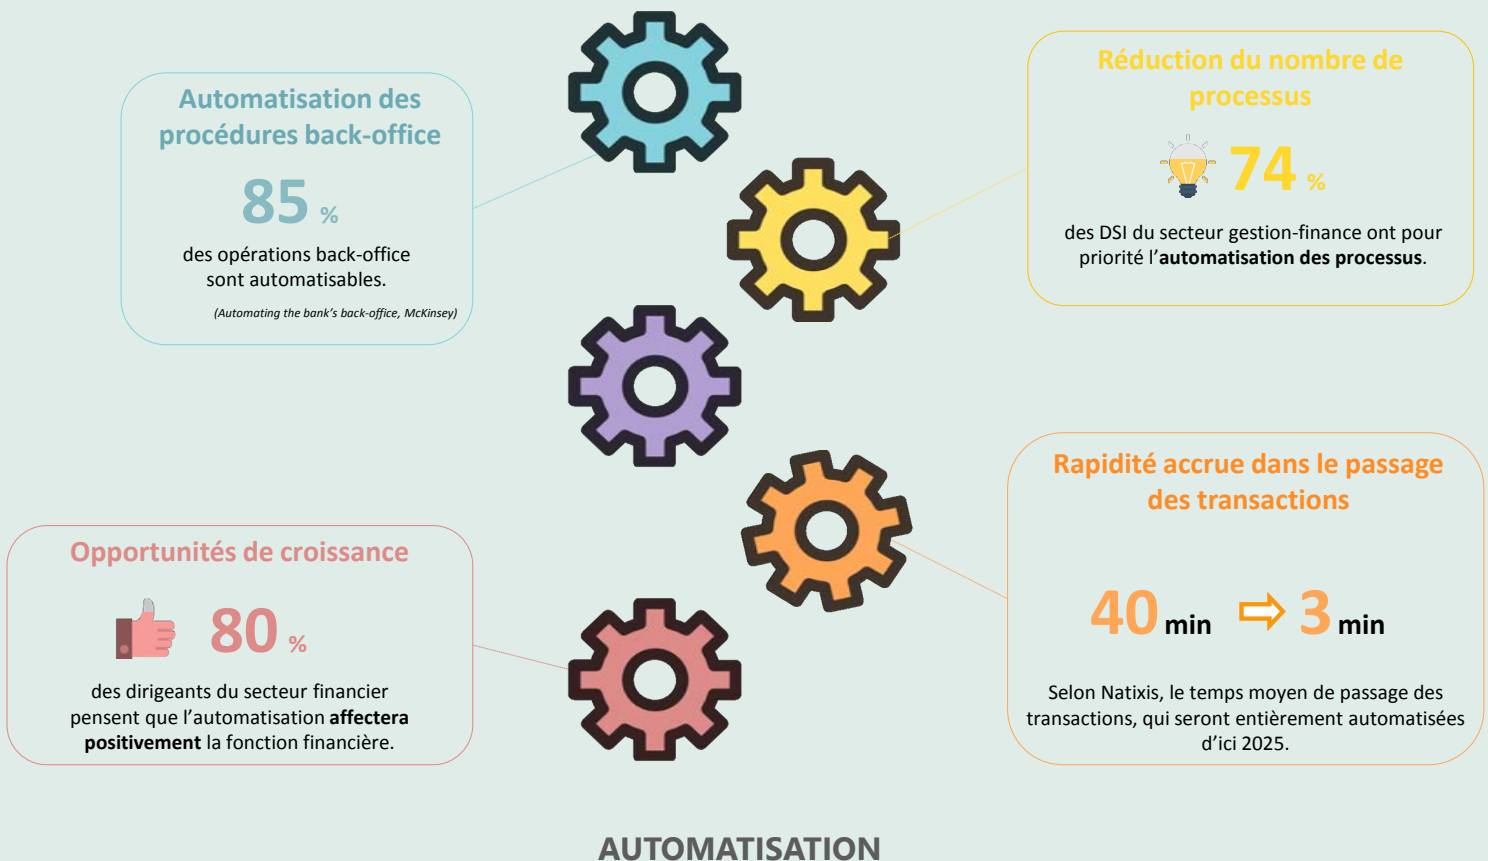 Automatisation des
procédures back-office
85 %
des opérations back-office
sont automatisables.
(Automating the bank’s back-office, McKinsey)
Réduction du nombre de
processus
74 %
des DSI du secteur gestion-finance ont pour
priorité l’automatisation des processus.
Opportunités de croissance
80 %
des dirigeants du secteur financier
pensent que l’automatisation affectera
positivement la fonction financière.
Rapidité accrue dans le passage
des transactions
40 min ⇨ 3 min
Selon Natixis, le temps moyen de passage des
transactions, qui seront entièrement automatisées
d’ici 2025.
AUTOMATISATION